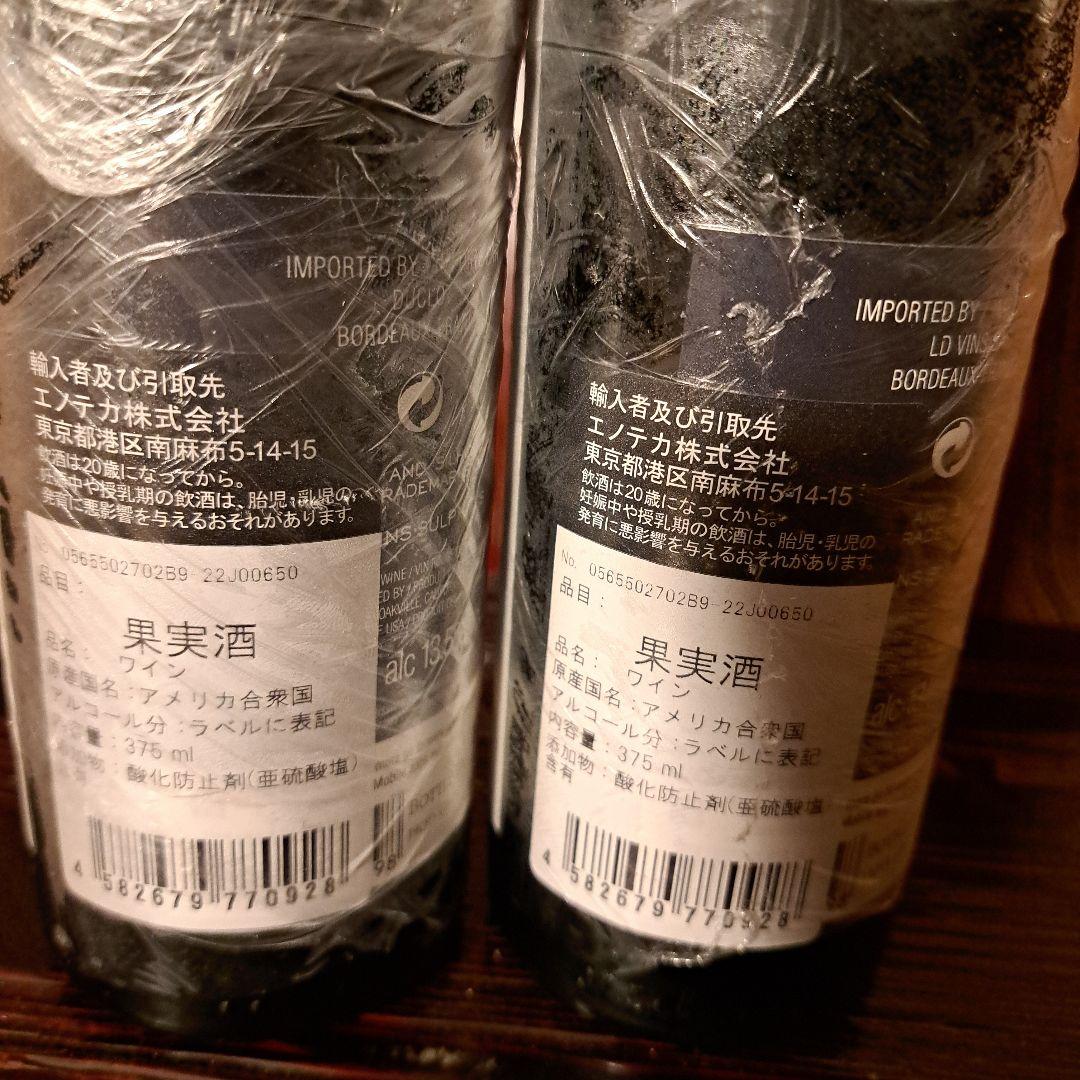 IMPORTED BY
BORDEAUX
輸入者及び引取先
エノテカ株式会社
東京都港区南麻布5-14-15
飲酒は20歳になってから。
妊娠中や授乳期の飲酒は、胎児・乳児の
発育に悪影響を与えるおそれがあります。
AND
WINE / VIN
OAKVILLE, CAL
alc 13.5
0565502702B9-22J00650
品目:
果実酒
品名: ワイン
原産国名:アメリカ合衆国
アルコール分:ラベルに表記
容量:375 ml
添加物:酸化防止剤(亜硫酸塩)
4 582679 770928
98
IMPORTED BY
LD VINS
BORDEAUX
輸入者及び引取先
エノテカ株式会社
東京都港区南麻布5-14-15
飲酒は20歳になってから。
妊娠中や授乳期の飲酒は、胎児・乳児の
発育に悪影響を与えるおそれがあります。
No. 0565502702B9-22J00650
品目:
果実酒
品名: ワイン
原産国名:アメリカ合衆国
アルコール分:ラベルに表記
内容量:375 ml
添加物:酸化防止剤(亜硫酸塩
含有
alc
4 582679 770928